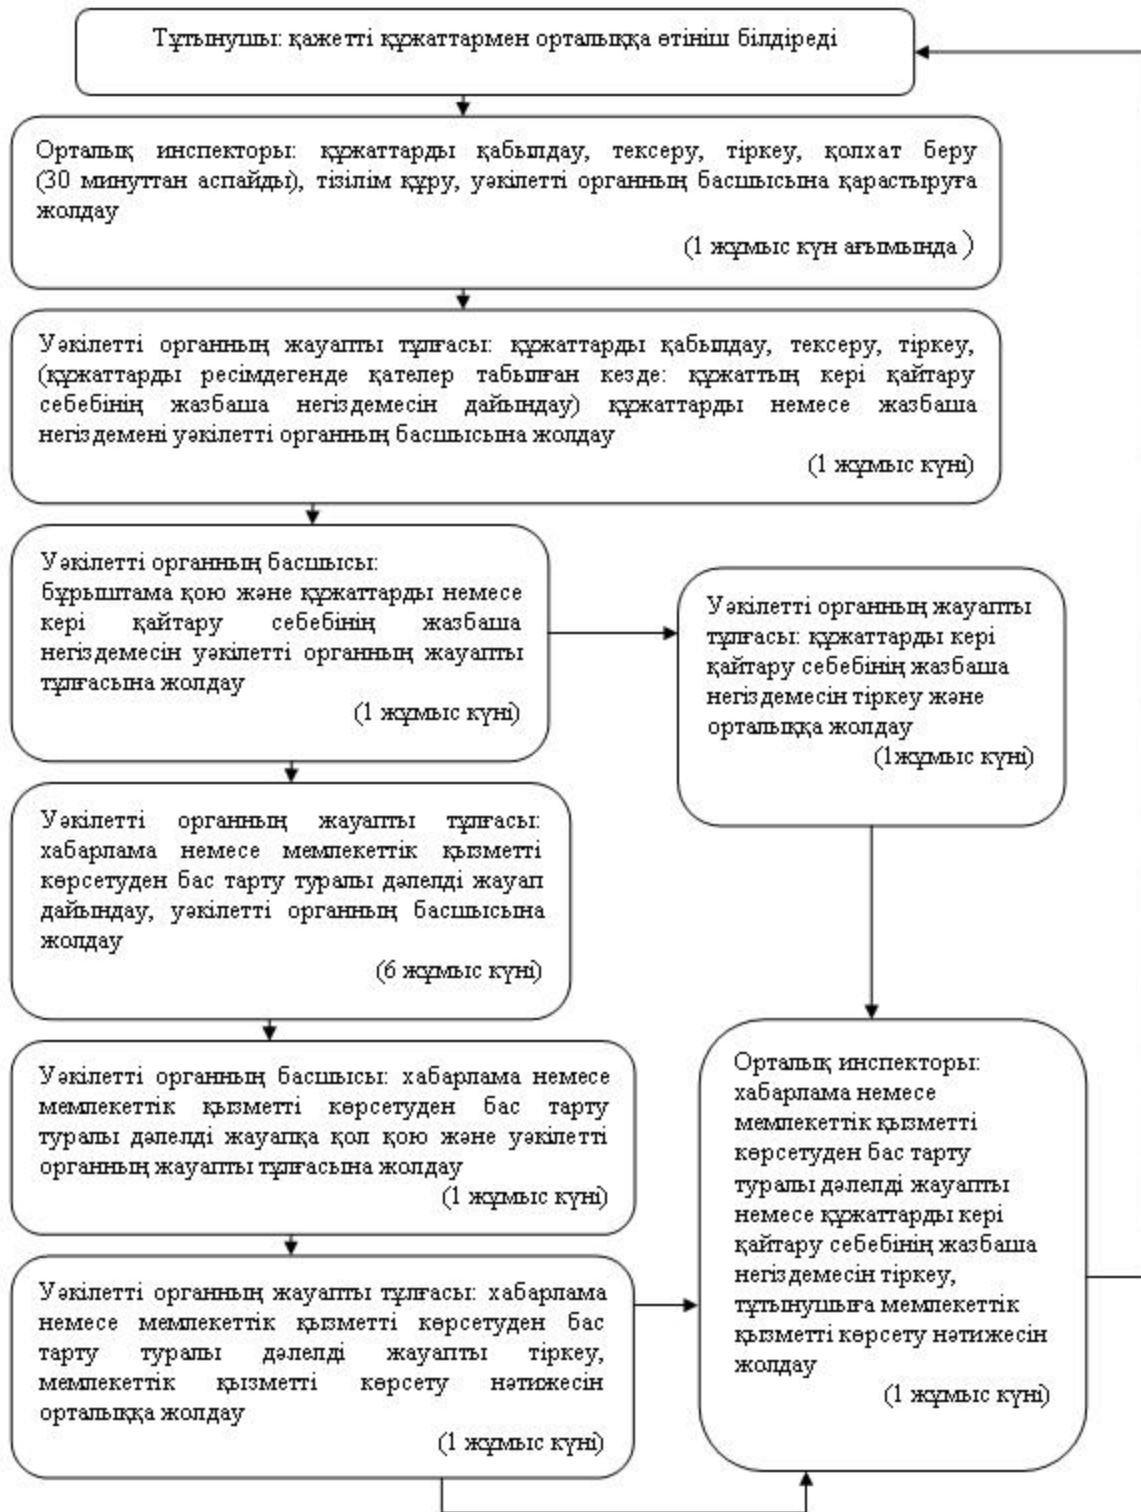 Тұтынушы: қажетті құжаттармен орталыққа өтініш білдіреді
Орталық инспекторы: құжаттарды қабылдау, тексеру, тіркеу, қолхат беру
(30 минуттан аспайды), тізілім құру, уәкілетті органның басшысына қарастыруға
жолдау
(1 жұмыс күн ағымында )
Уәкілетті органның жауапты тұлғасы: құжаттарды қабылдау, тексеру, тіркеу,
(құжаттарды ресімдегенде қателер табылған кезде: құжаттың кері қайтару
себебінің жазбаша негіздемесін дайындау) құжаттарды немесе жазбаша
негіздемені уәкілетті органның басшысына жолдау
(1 жұмыс күні)
Уәкілетті органның басшысы:
бұрыштама қою және құжаттарды немесе
кері қайтару себебінің жазбаша
негіздемесін уәкілетті органның жауапты
тұлғасына жолдау
(1 жұмыс күні)
Уәкілетті органның жауапты
тұлғасы: құжаттарды кері
қайтару себебінің жазбаша
негіздемесін тіркеу және
орталыққа жолдау
(1жұмыс күні)
Уәкілетті органның жауапты тұлғасы:
хабарлама немесе мемлекеттік қызметті
көрсетуден бас тарту туралы дәлелді жауап
дайындау, уәкілетті органның басшысына
жолдау
(6 жұмыс күні)
Уәкілетті органның басшысы: хабарлама немесе
мемлекеттік қызметті көрсетуден бас тарту
туралы дәлелді жауапқа қол қою және уәкілетті
органның жауапты тұлғасына жолдау
(1 жұмыс күні)
Уәкілетті органның жауапты тұлғасы: хабарлама
немесе мемлекеттік қызметті көрсетуден бас
тарту туралы дәлелді жауапты тіркеу,
мемлекеттік қызметті көрсету нәтижесін
орталыққа жолдау
(1 жұмыс күні)
Орталық инспекторы:
хабарлама немесе
мемлекеттік қызметті
көрсетуден бас тарту
туралы дәлелді жауапты
немесе құжаттарды кері
қайтару себебінің жазбаша
негіздемесін тіркеу,
тұтынушыға мемлекеттік
қызметті көрсету нәтижесін
жолдау
(1 жұмыс күні)